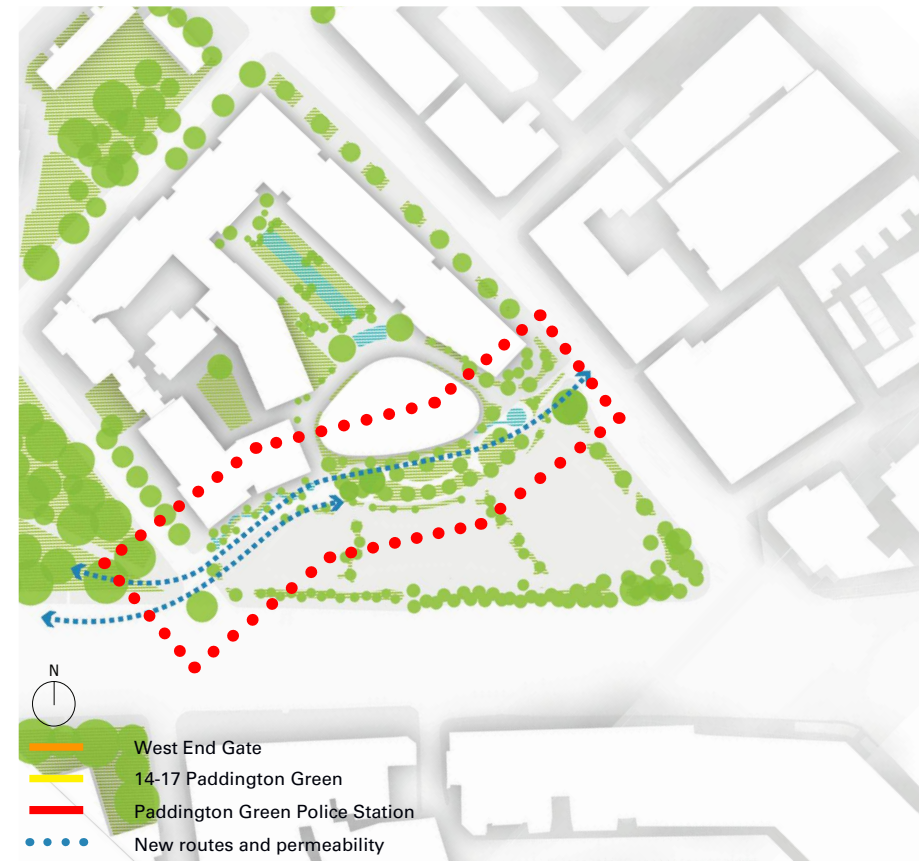 N
West End Gate
14-17 Paddington Green
Paddington Green Police Station
New routes and permeability